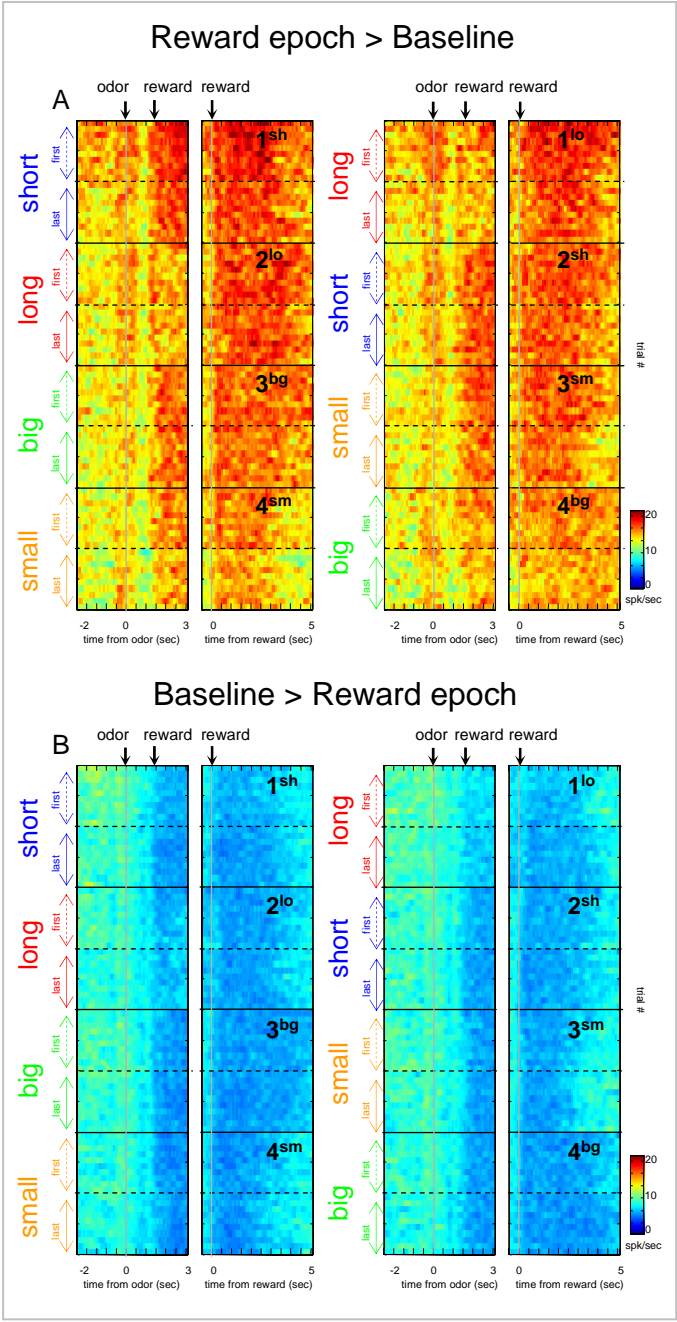 Reward epoch > Baseline
A
odor reward reward odor reward reward
short first last 1sh long first last 1lo
long first last 2lo short first last 2sh
big first last 3bg small first last 3sm
small first last 4sm big first last 4bg
trial #
20
10
0
spk/sec
-2 0 3 0 5 -2 0 3 0 5
time from odor (sec) time from reward (sec) time from odor (sec) time from reward (sec)
Baseline > Reward epoch
B
odor reward reward odor reward reward
short first last 1sh long first last 1lo
long first last 2lo short first last 2sh
big first last 3bg small first last 3sm
small first last 4sm big first last 4bg
trial #
20
10
0
spk/sec
-2 0 3 0 5 -2 0 3 0 5
time from odor (sec) time from reward (sec) time from odor (sec) time from reward (sec)